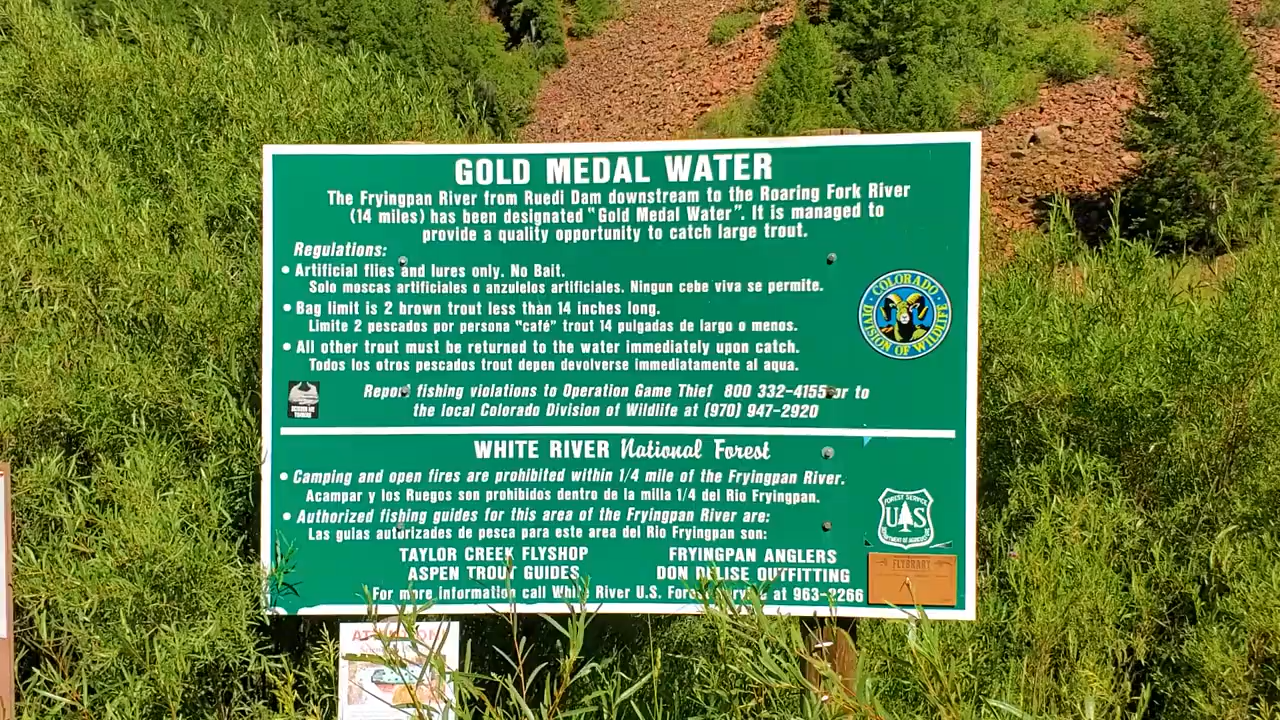 GOLD MEDAL WATER
The Fryingpan River from Ruedi Dam downstream to the Roaring Fork River
(14 miles) has been designated "Gold Medal Water". It is managed to
provide a quality opportunity to catch large trout.
Regulations:
• Artificial flies and lures only. No Bait.
Solo moscas artificiales o anzulelos artificiales. Ningun cebe viva se permite.
• Bag limit is 2 brown trout less than 14 inches long.
Limite 2 pescados por persona "café" trout 14 pulgadas de largo o menos.
• All other trout must be returned to the water immediately upon catch.
Todos los otros pescados trout depen devolverse immediatamente al aqua.
COLORADO
DIVISION OF WILDLIFE
Report fishing violations to Operation Game Thief 800 332-4155 or to
the local Colorado Division of Wildlife at (970) 947-2920
WHITE RIVER National Forest
• Camping and open fires are prohibited within 1/4 mile of the Fryingpan River.
Acampar y los Ruegos son prohibidos dentro de la milla 1/4 del Rio Fryingpan.
• Authorized fishing guides for this area of the Fryingpan River are:
Las guias autorizades de pesca para este area del Rio Fryingpan son:
TAYLOR CREEK FLYSHOP FRYINGPAN ANGLERS
ASPEN TROUT GUIDES DON DELISE OUTFITTING
For more information call White River U.S. Forest Service at 963-2266
FOREST SERVICE
U S
DEPARTMENT OF AGRICULTURE
FLYBRARY
ATTENTION